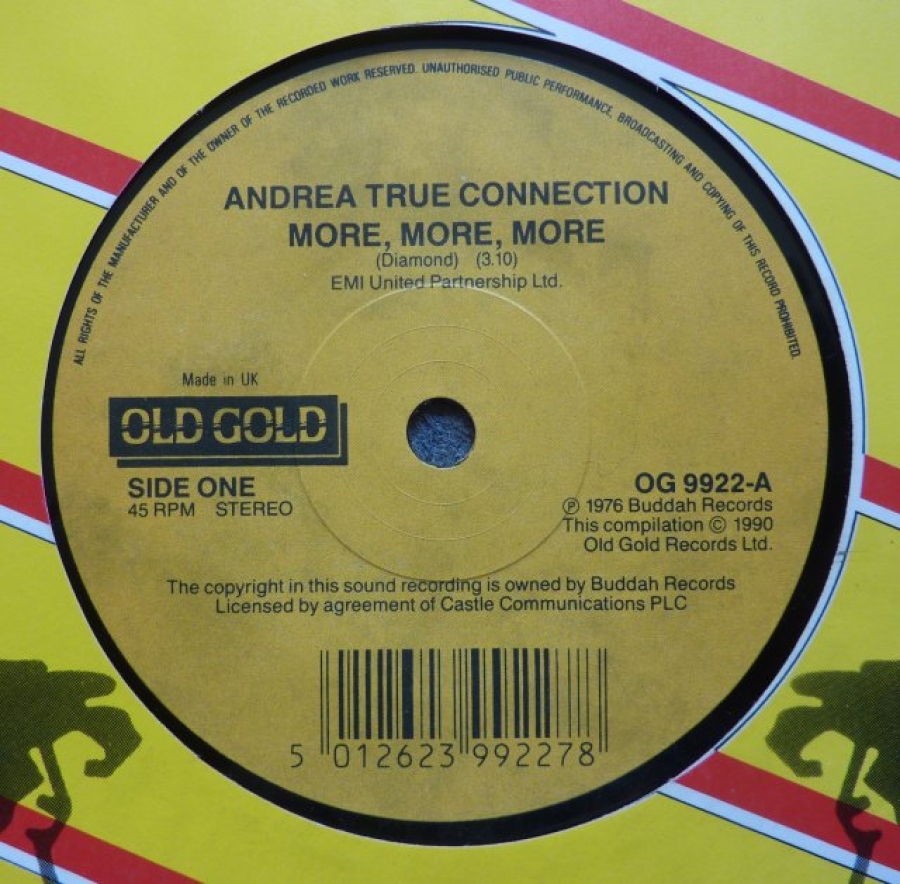 ALL RIGHTS OF THE MANUFACTURER AND OF THE OWNER OF THE RECORDED WORK RESERVED. UNAUTHORISED PUBLIC PERFORMANCE, BROADCASTING AND COPYING OF THIS RECORD PROHIBITED.
ANDREA TRUE CONNECTION
MORE, MORE, MORE
(Diamond) (3.10)
EMI United Partnership Ltd.
Made in UK
OLD GOLD
SIDE ONE
45 RPM STEREO
OG 9922-A
℗ 1976 Buddah Records
This compilation © 1990
Old Gold Records Ltd.
The copyright in this sound recording is owned by Buddah Records
Licensed by agreement of Castle Communications PLC
5 012623 992278